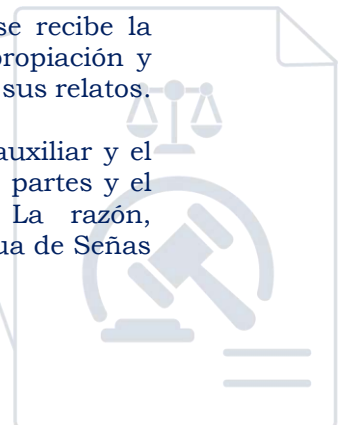 se recibe la
propiación y
sus relatos.
auxiliar y el
partes y el
La razón,
ua de Señas